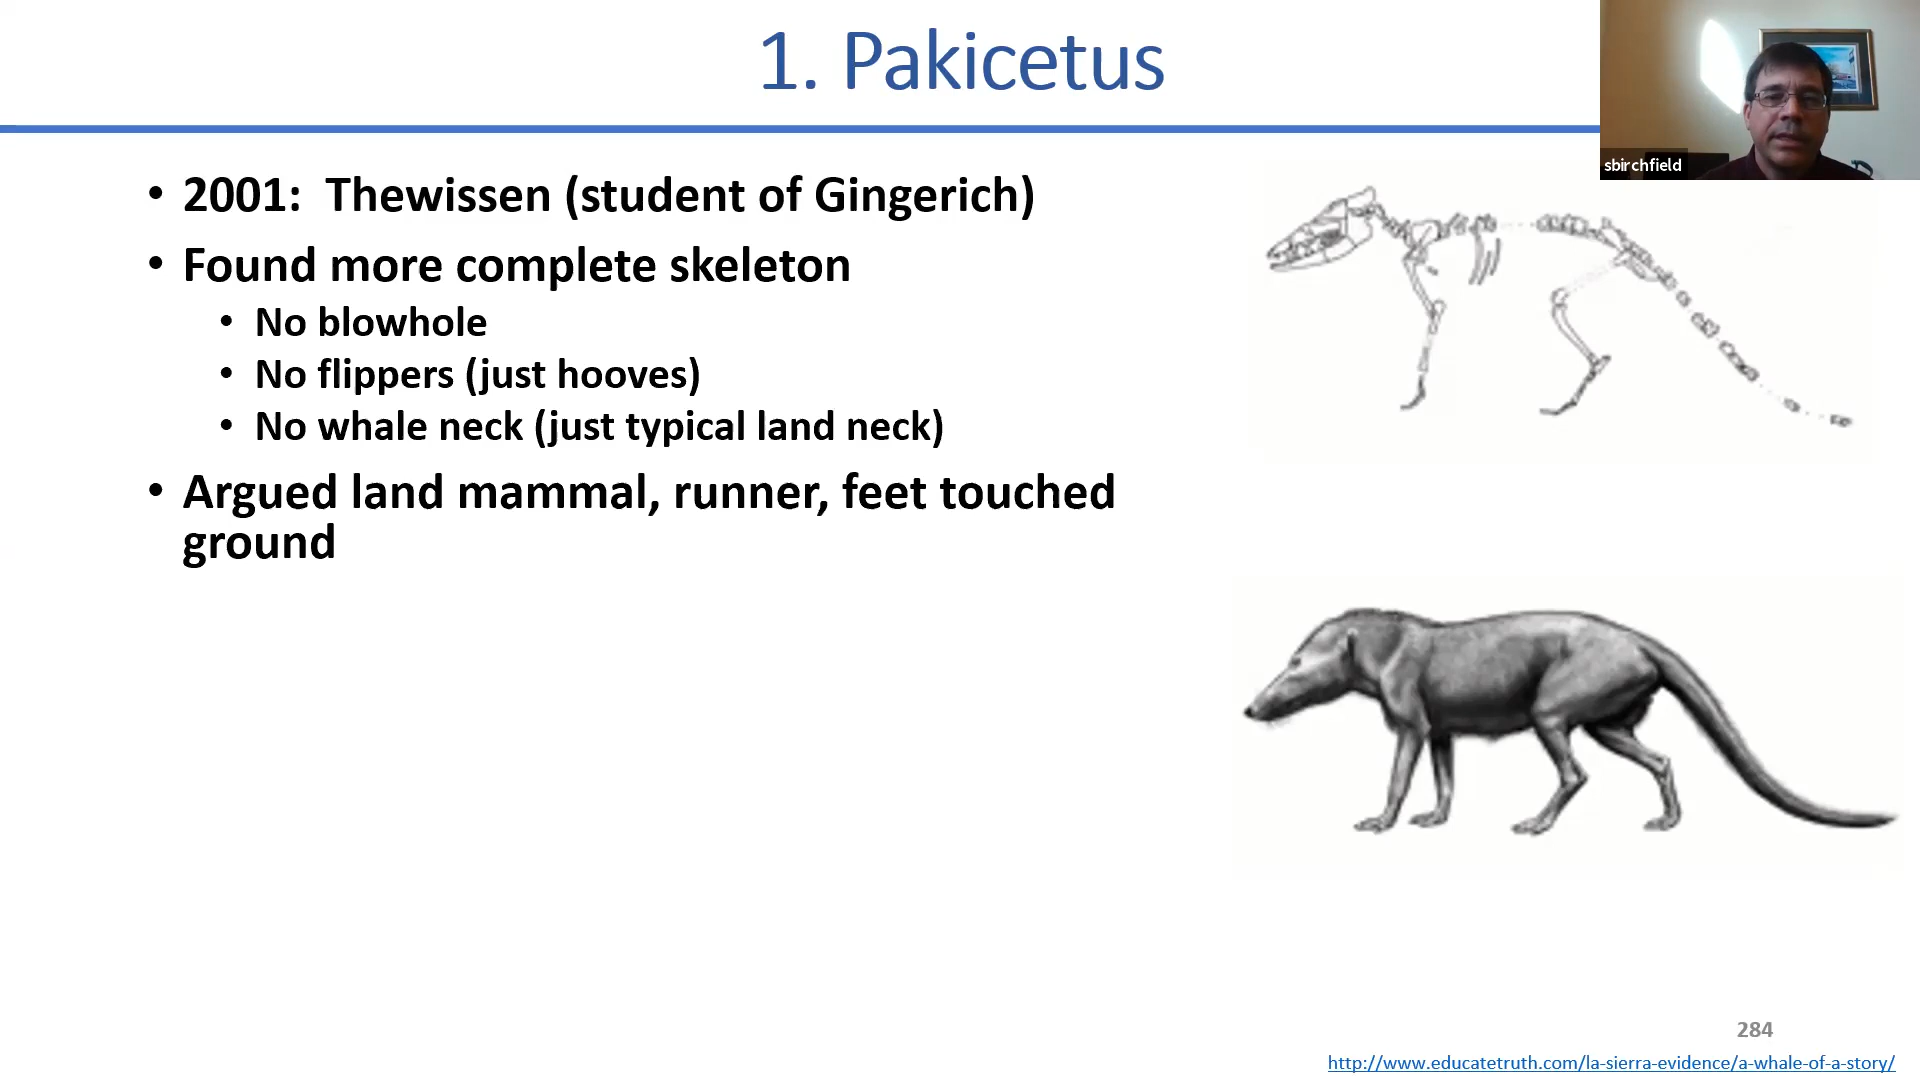 1. Pakicetus
sbirchfield
• 2001:  Thewissen (student of Gingerich)
• Found more complete skeleton
• No blowhole
• No flippers (just hooves)
• No whale neck (just typical land neck)
• Argued land mammal, runner, feet touched
ground
284
http://www.educatetruth.com/la-sierra-evidence/a-whale-of-a-story/